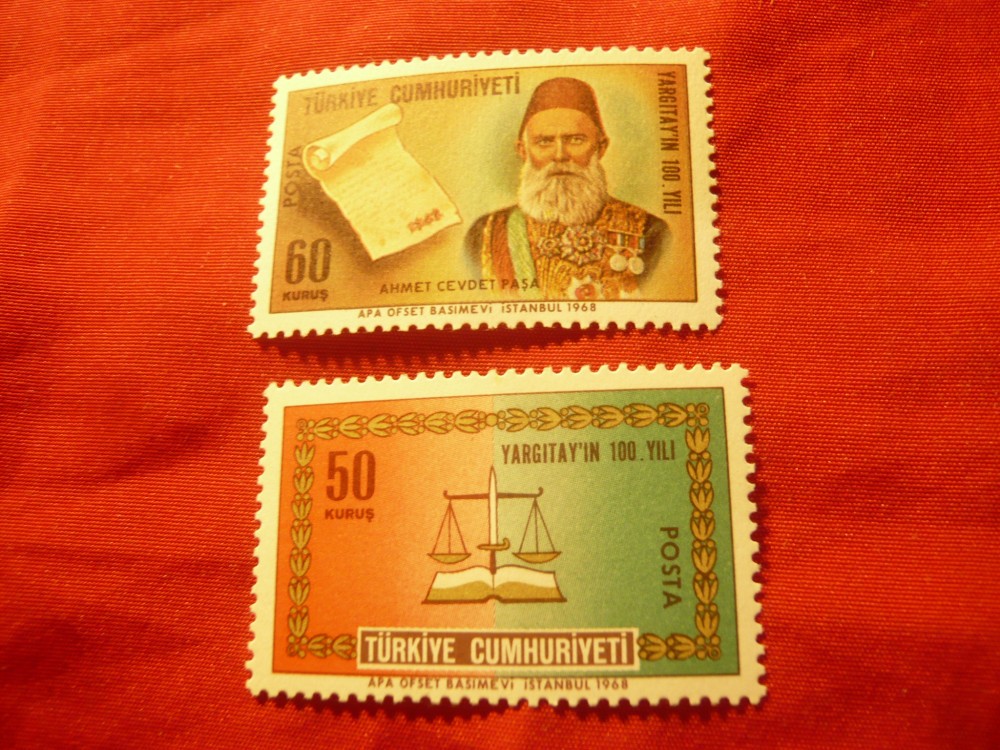 TÜRKİYE CUMHURİYETİ
YARGITAY'IN 100. YILI
POSTA
1868
60
KURUŞ
AHMET CEVDET PAŞA
APA OFSET BASIMEVİ İSTANBUL 1968
50
KURUŞ
YARGITAY'IN 100. YILI
POSTA
TÜRKİYE CUMHURİYETİ
APA OFSET BASIMEVİ İSTANBUL 1968